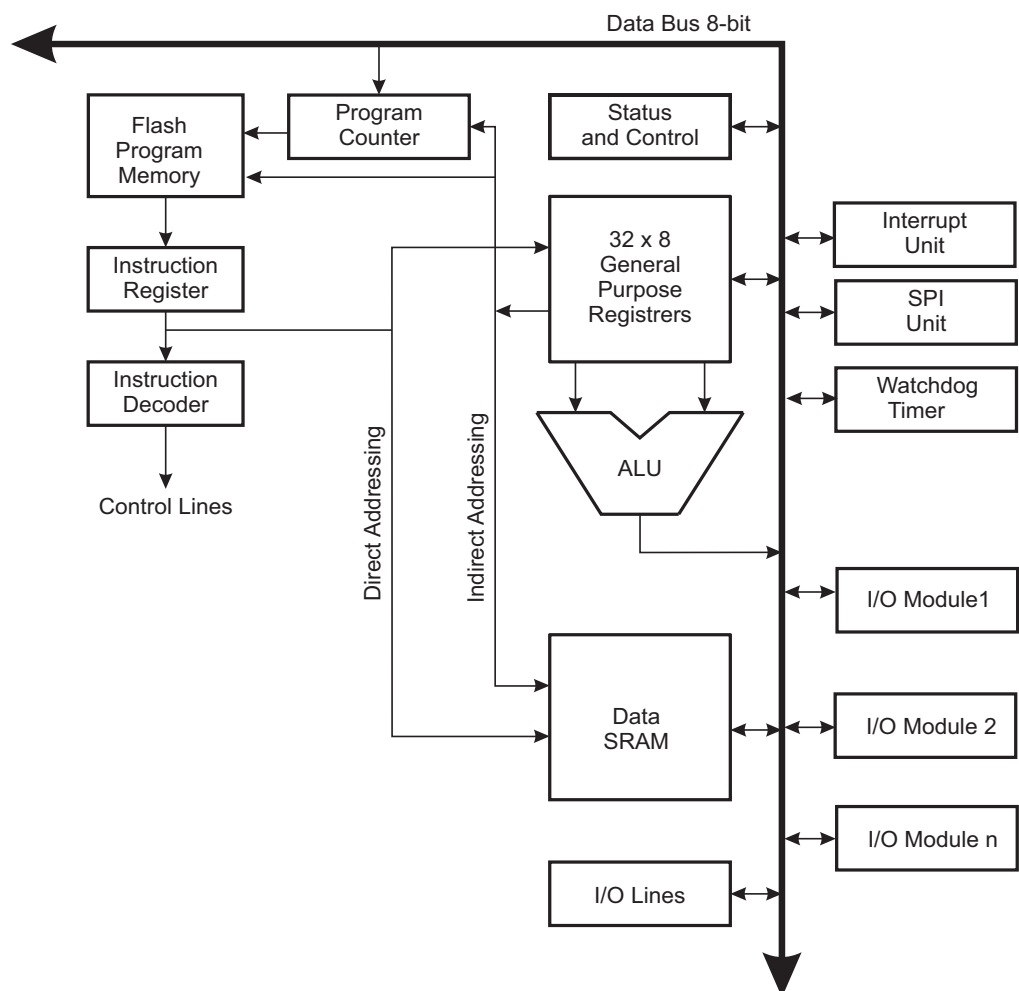 Data Bus 8-bit
Flash
Program
Memory
Program
Counter
Status
and Control
Instruction
Register
32 x 8
General
Purpose
Registrers
Interrupt
Unit
SPI
Unit
Instruction
Decoder
Watchdog
Timer
Control Lines
Direct Addressing
Indirect Addressing
ALU
I/O Module1
Data
SRAM
I/O Module 2
I/O Module n
I/O Lines